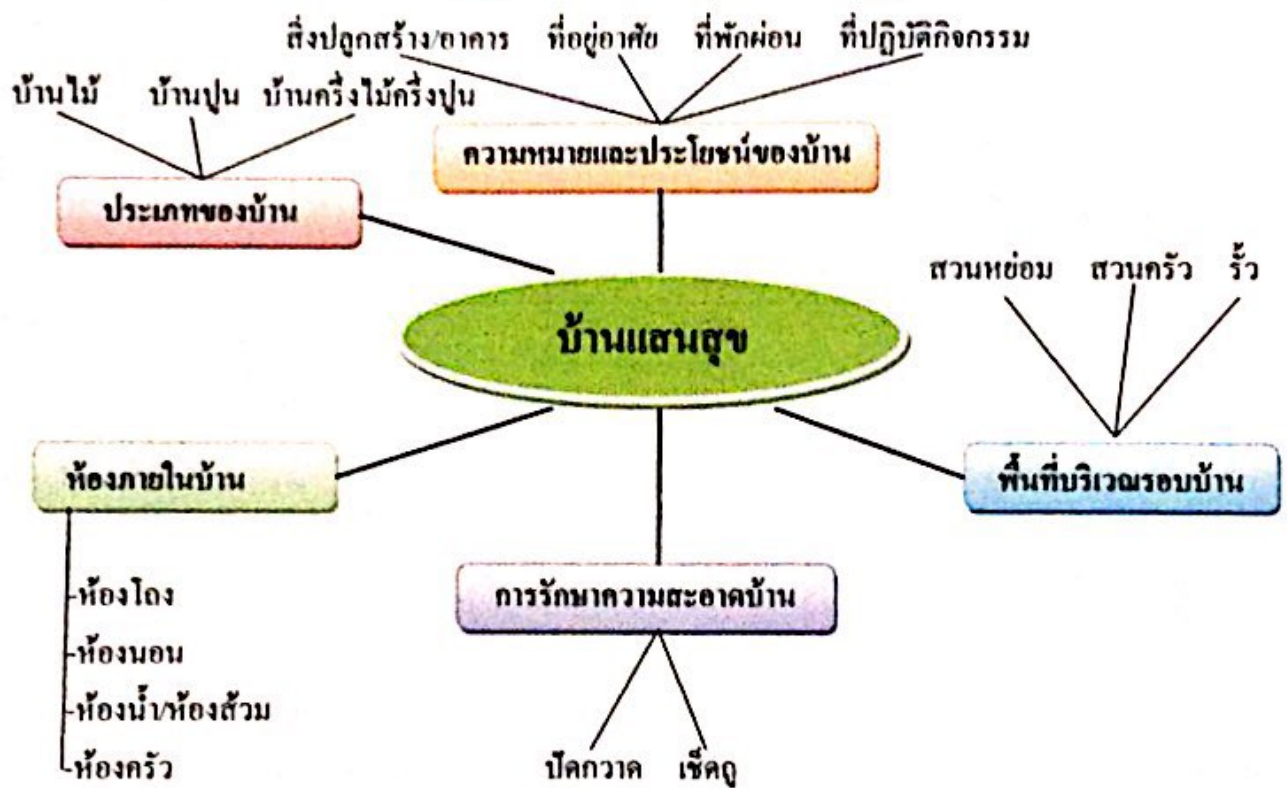 สิ่งปลูกสร้าง/อาคาร ที่อยู่อาศัย ที่พักผ่อน ที่ปฏิบัติกิจกรรม
บ้านไม้ บ้านปูน บ้านครึ่งไม้ครึ่งปูน
ความหมายและประโยชน์ของบ้าน
ประเภทของบ้าน
สวนหย่อม สวนครัว รั้ว
บ้านแสนสุข
ห้องภายในบ้าน
พื้นที่บริเวณรอบบ้าน
-ห้องโถง
การรักษาความสะอาดบ้าน
-ห้องนอน
-ห้องน้ำ/ห้องส้วม
-ห้องครัว
ปัดกวาด เช็ดถู